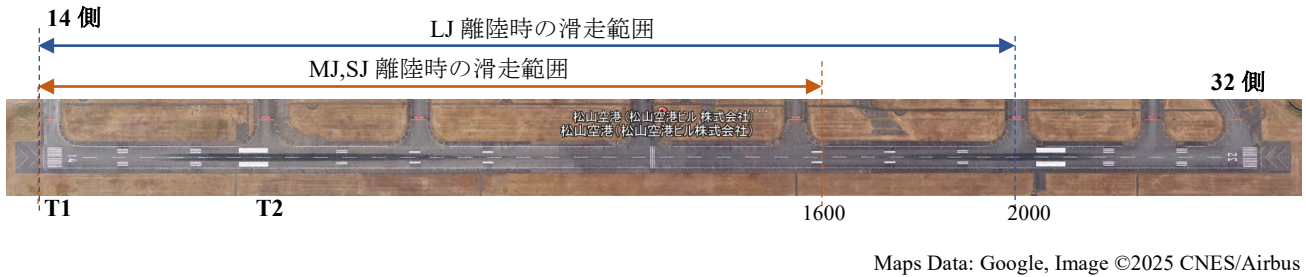 14 側
LJ 離陸時の滑走範囲
MJ,SJ 離陸時の滑走範囲
32 側
松山空港(松山空港ビル 株式会社)
松山空港(松山空港ビル株式会社)
14
32
T1
T2
1600
2000
Maps Data: Google, Image ©2025 CNES/Airbus